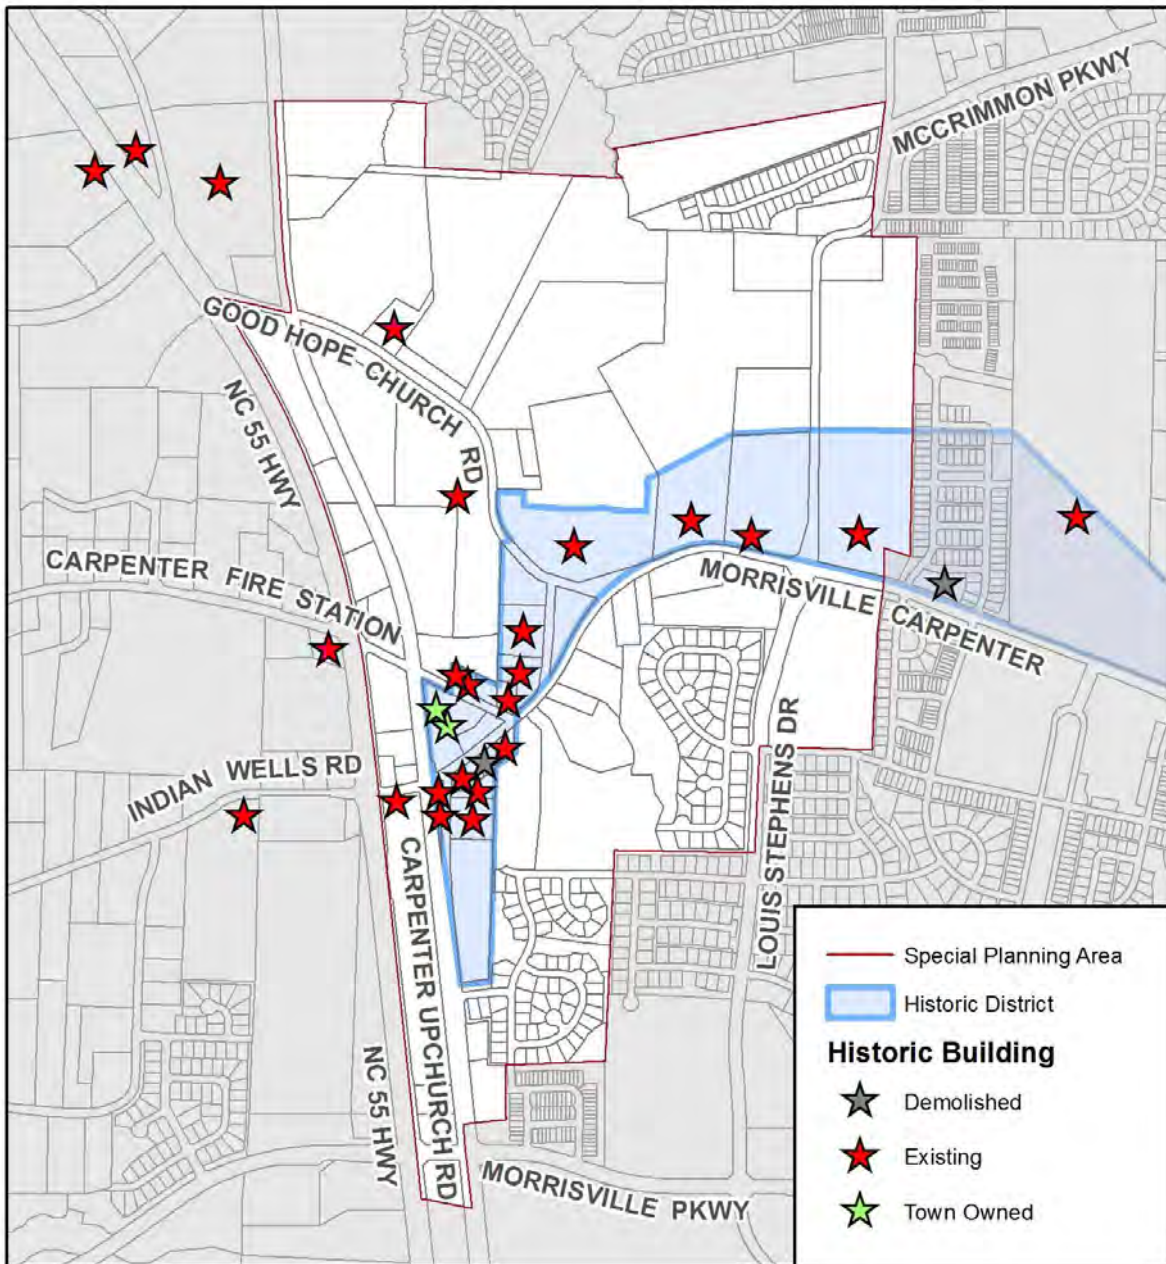 MCCRIMMON PKWY
GOOD HOPE CHURCH RD
NC 55 HWY
CARPENTER FIRE STATION
MORRISVILLE CARPENTER
INDIAN WELLS RD
LOUIS STEPHENS DR
CARPENTER UPCHURCH RD
NC 55 HWY
MORRISVILLE PKWY
Special Planning Area
Historic District
Historic Building
Demolished
Existing
Town Owned